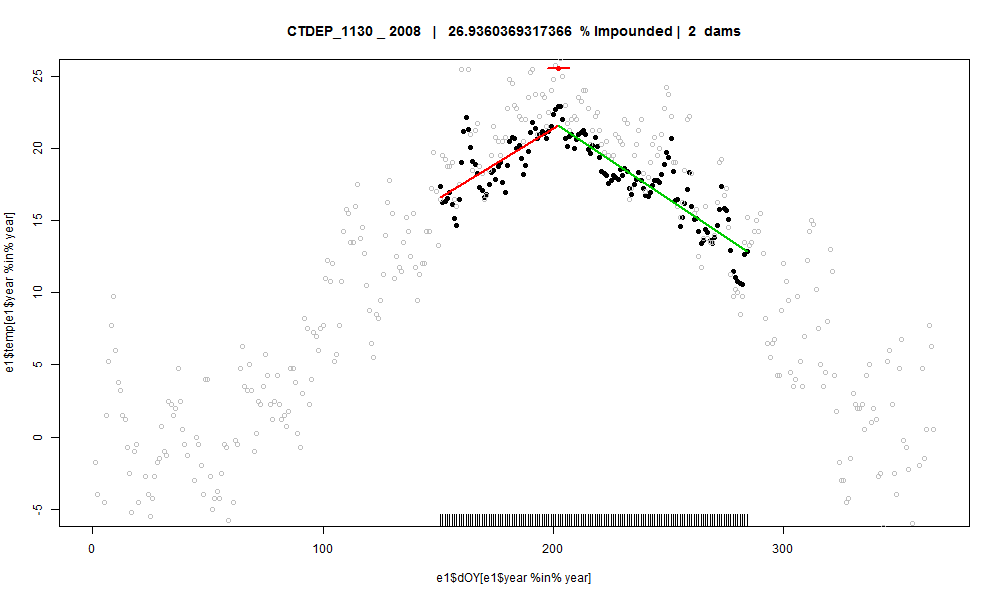 CTDEP_1130 _ 2008 | 26.9360369317366 % Impounded | 2 dams
25
20
15
10
5
0
-5
e1$temp[e1$year %in% year]
0 100 200 300
e1$dOY[e1$year %in% year]